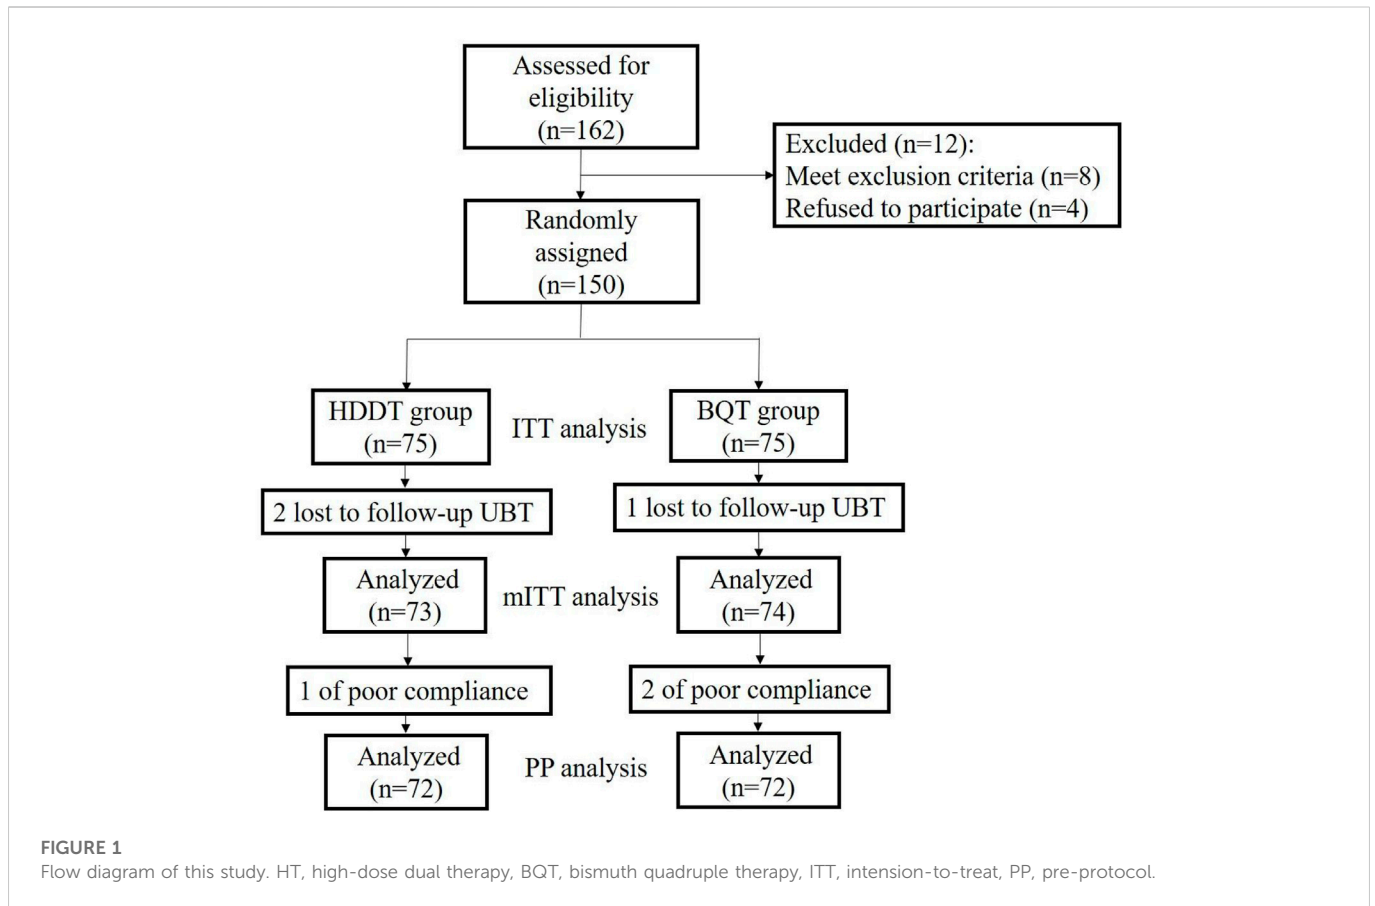 Assessed for
eligibility
(n=162)
Excluded (n=12):
Meet exclusion criteria (n=8)
Refused to participate (n=4)
Randomly
assigned
(n=150)
HDDT group
(n=75)
ITT analysis
BQT group
(n=75)
2 lost to follow-up UBT
1 lost to follow-up UBT
Analyzed
(n=73)
mITT analysis
Analyzed
(n=74)
1 of poor compliance
2 of poor compliance
Analyzed
(n=72)
PP analysis
Analyzed
(n=72)
FIGURE 1
Flow diagram of this study. HT, high-dose dual therapy, BQT, bismuth quadruple therapy, ITT, intension-to-treat, PP, pre-protocol.